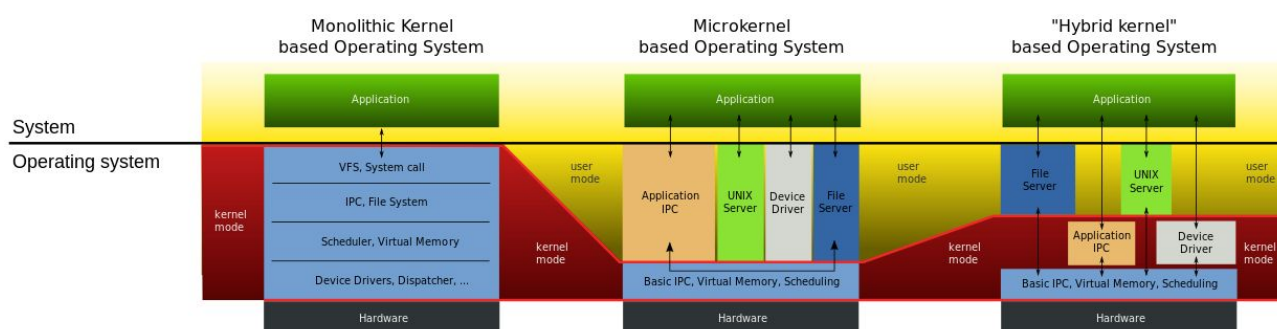 Monolithic Kernel
based Operating System
Microkernel
based Operating System
"Hybrid kernel"
based Operating System
Application
Application
Application
System
Operating system
kernel
mode
VFS, System call
IPC, File System
Scheduler, Virtual Memory
Device Drivers, Dispatcher, ...
Hardware
user
mode
kernel
mode
Application
IPC
UNIX
Server
Device
Driver
File
Server
Basic IPC, Virtual Memory, Scheduling
Hardware
user
mode
kernel
mode
File
Server
UNIX
Server
Application
IPC
Device
Driver
Basic IPC, Virtual Memory, Scheduling
Hardware
user
mode
kernel
mode